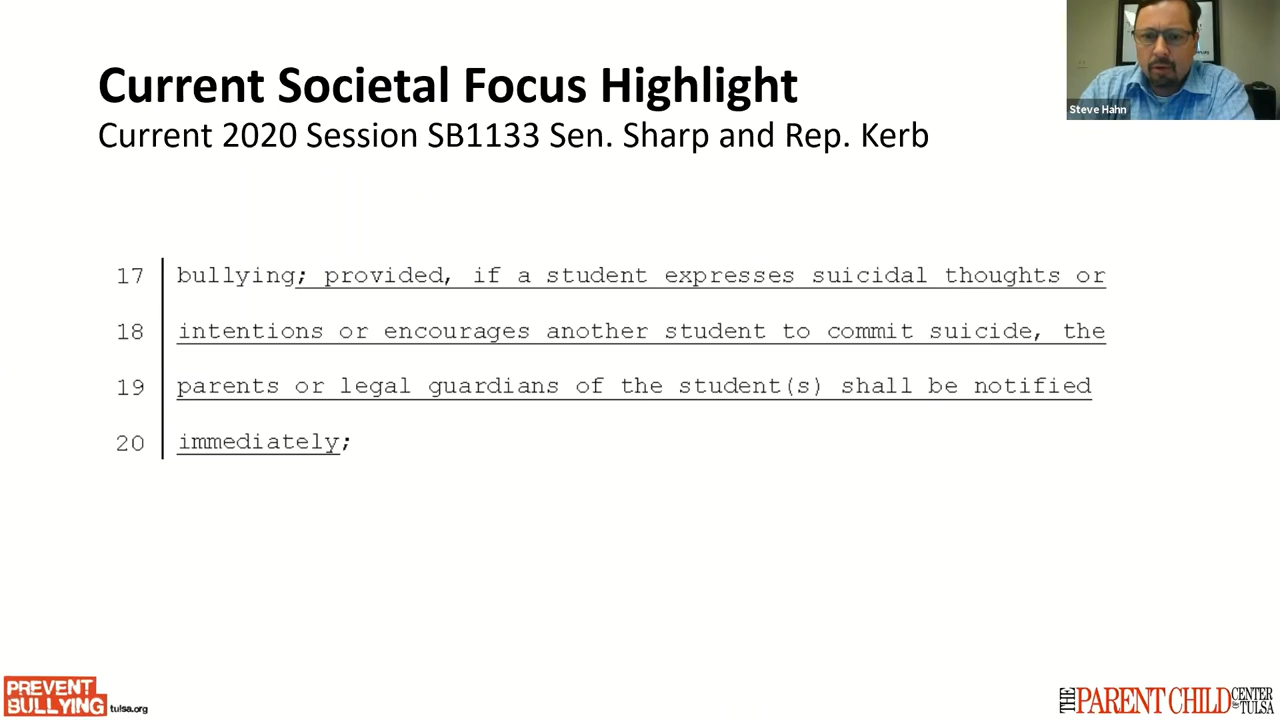 Current Societal Focus Highlight
Current 2020 Session SB1133 Sen. Sharp and Rep. Kerb
Steve Hahn
17 bullying; provided, if a student expresses suicidal thoughts or
18 intentions or encourages another student to commit suicide, the
19 parents or legal guardians of the student(s) shall be notified
20 immediately;
PREVENT
BULLYING tulsa.org
THE PARENT CHILD CENTER of TULSA